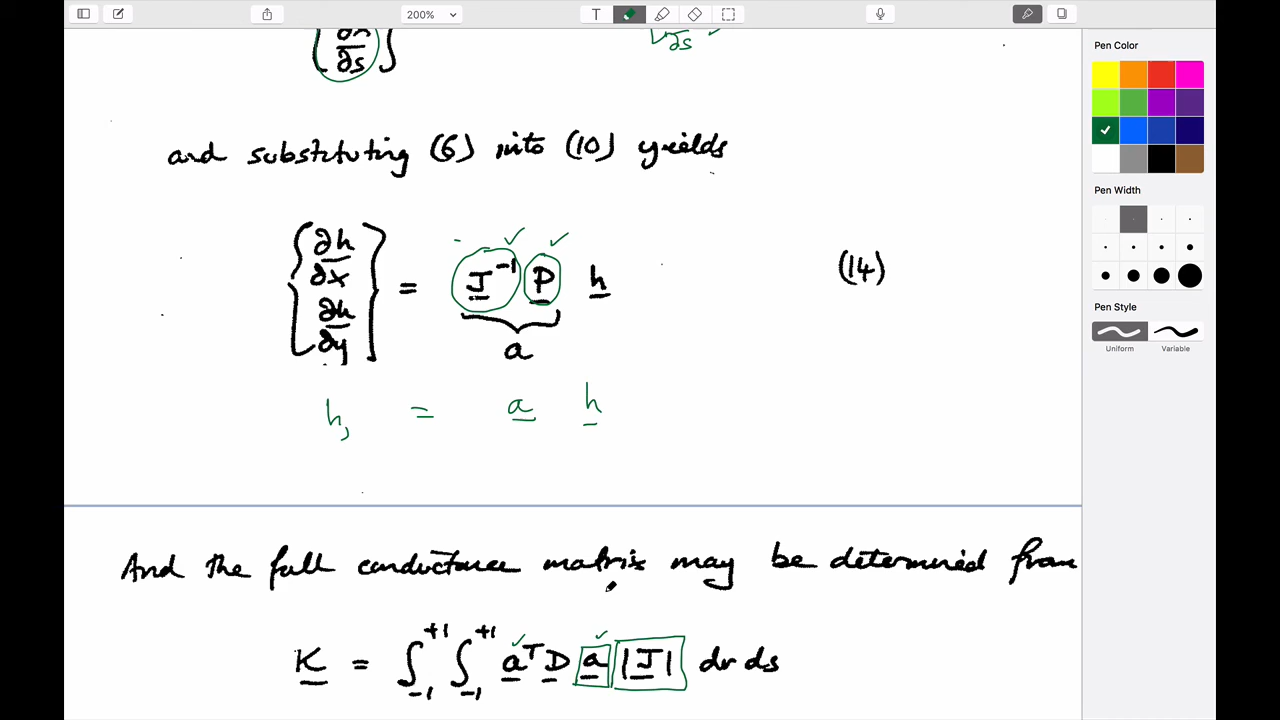 200%
T
Pen Color
∂x
∂s
∂s
and substituting (6) into (10) yields
{∂h/∂x ∂h/∂y} = J⁻¹ P h (14)
a
h, = a h
Pen Width
Pen Style
Uniform Variable
And the full conductance matrix may be determined from
K = ∫₋₁⁺¹ ∫₋₁⁺¹ aᵀ D a |J| dr ds